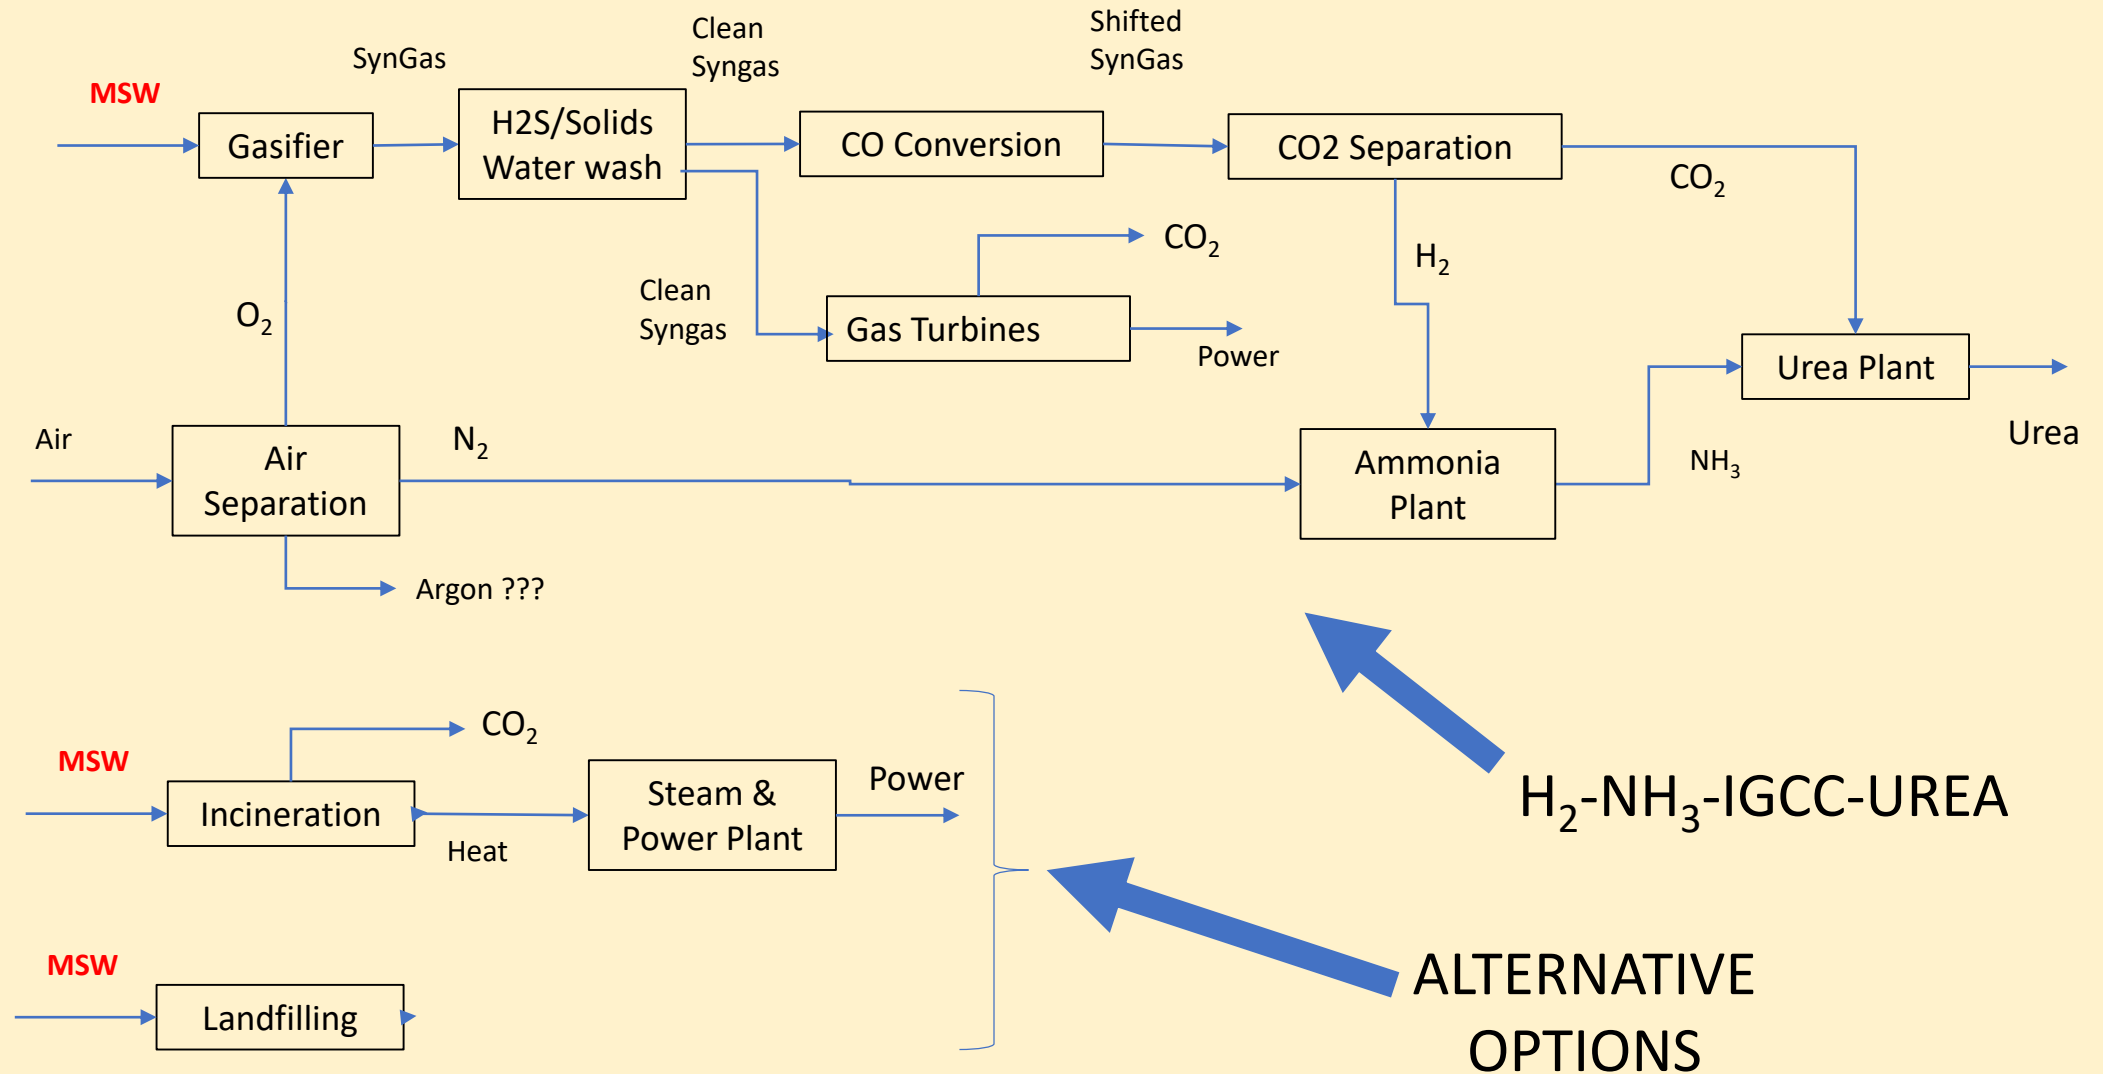 MSW
SynGas
Clean
Syngas
Shifted
SynGas
Gasifier
H2S/Solids
Water wash
CO Conversion
CO2 Separation
CO₂
O₂
Clean
Syngas
CO₂
Gas Turbines
Power
H₂
Urea Plant
Urea
Air
Air
Separation
N₂
Ammonia
Plant
NH₃
Argon ???
H₂-NH₃-IGCC-UREA
MSW
CO₂
Incineration
Heat
Steam &
Power Plant
Power
MSW
Landfilling
ALTERNATIVE
OPTIONS